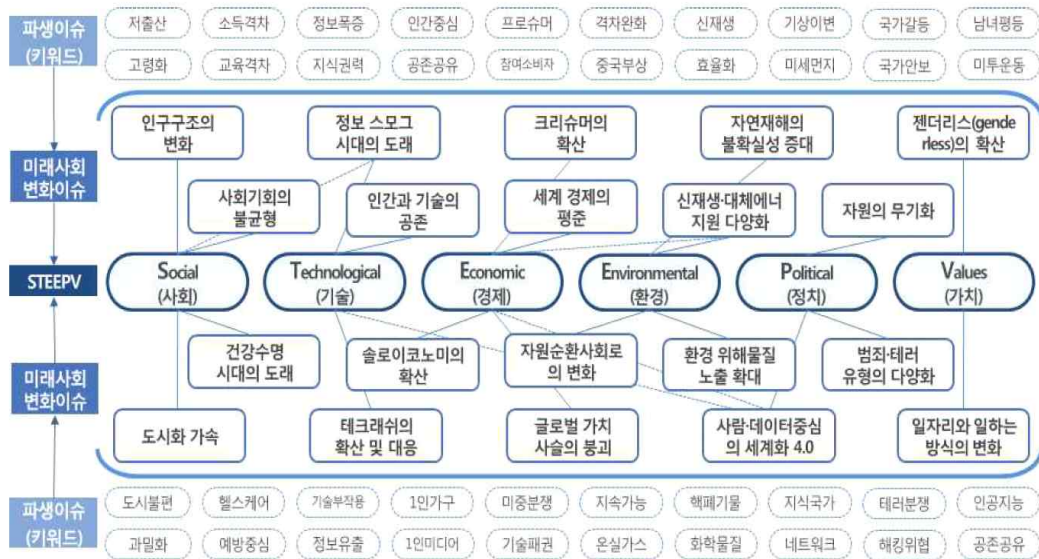 파생이슈
(키워드)
저출산 소득격차 정보폭증 인간중심 프로슈머 격차완화 신재생 기상이변 국가갈등 남녀평등
고령화 교육격차 지식권력 공존공유 참여소비자 중국부상 효율화 미세먼지 국가안보 미투운동
미래사회
변화이슈
인구구조의
변화
정보 스모그
시대의 도래
크리슈머의
확산
자연재해의
불확실성 증대
젠더리스(gende
rless)의 확산
사회기회의
불균형
인간과 기술의
공존
세계 경제의
평준
신재생·대체에너
지원 다양화
자원의 무기화
STEEPV
Social
(사회)
Technological
(기술)
Economic
(경제)
Environmental
(환경)
Political
(정치)
Values
(가치)
미래사회
변화이슈
건강수명
시대의 도래
솔로이코노미의
확산
자원순환사회로
의 변화
환경 위해물질
노출 확대
범죄·테러
유형의 다양화
도시화 가속
테크래쉬의
확산 및 대응
글로벌 가치
사슬의 붕괴
사람·데이터중심
의 세계화 4.0
일자리와 일하는
방식의 변화
파생이슈
(키워드)
도시불편 헬스케어 기술부작용 1인가구 미중분쟁 지속가능 핵폐기물 지식국가 테러분쟁 인공지능
과밀화 예방중심 정보유출 1인미디어 기술패권 온실가스 화학물질 네트워크 해킹위협 공존공유